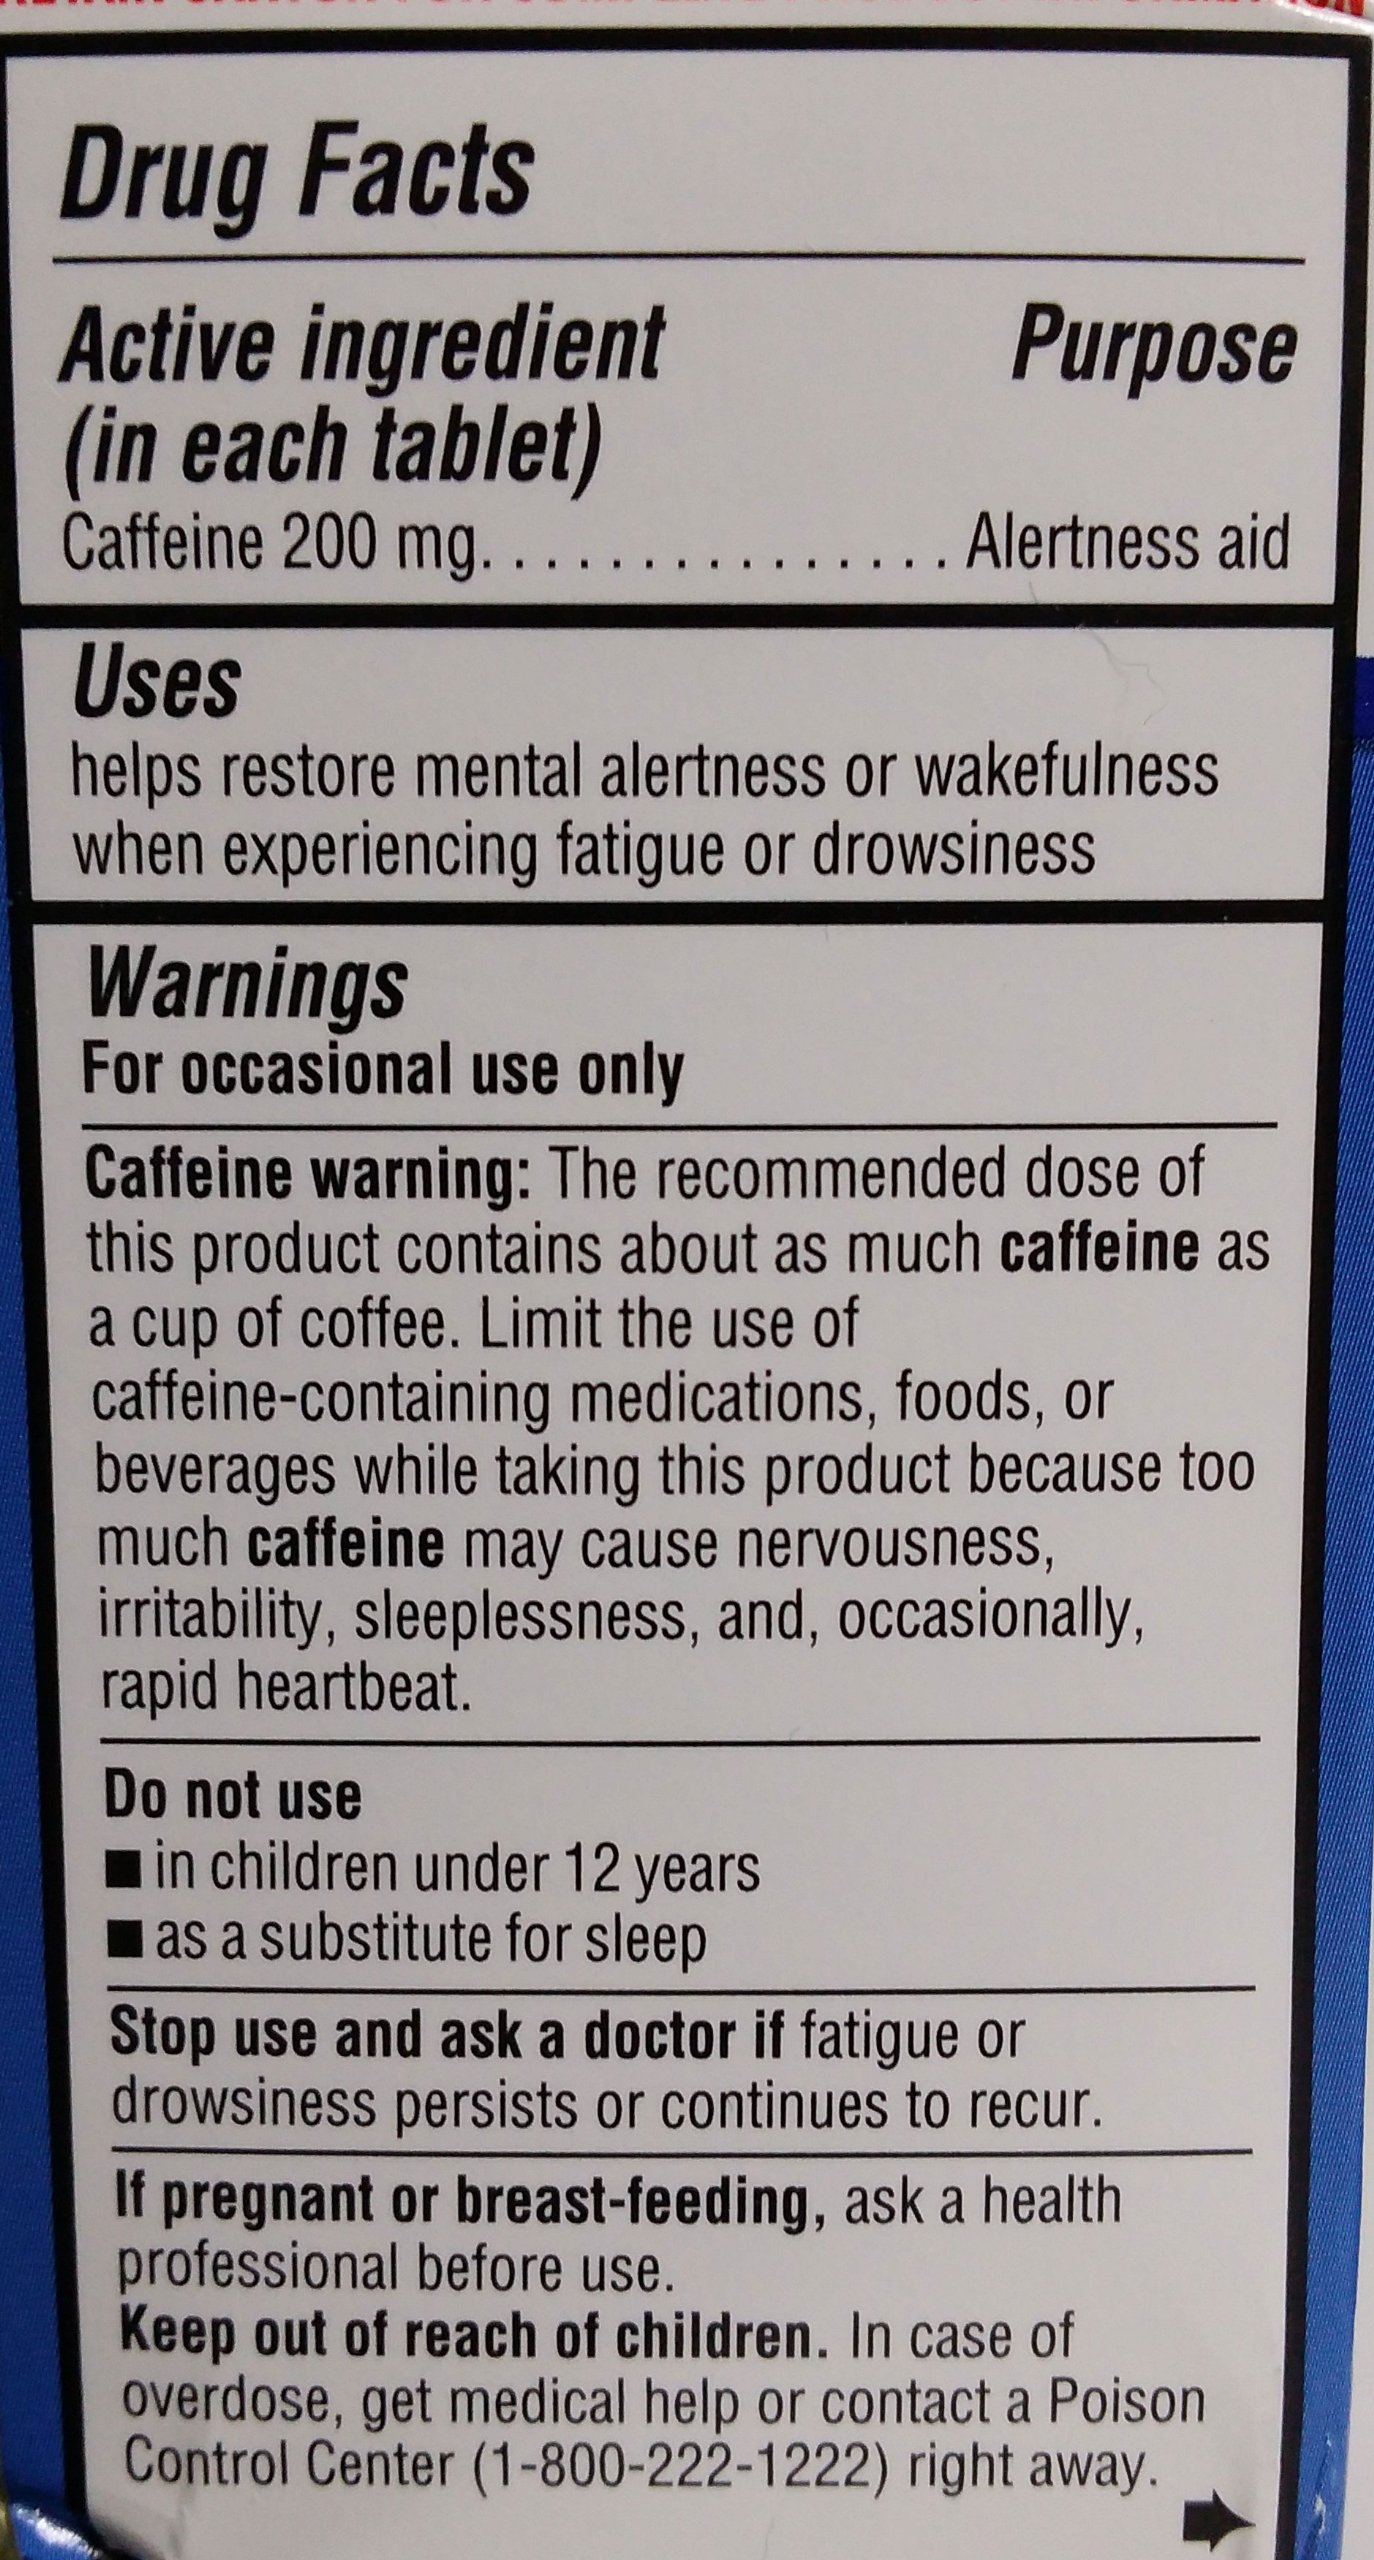 Drug Facts
Active ingredient Purpose
(in each tablet)
Caffeine 200 mg. . . . . . . . . . . . . . . Alertness aid
Uses
helps restore mental alertness or wakefulness
when experiencing fatigue or drowsiness
Warnings
For occasional use only
Caffeine warning: The recommended dose of
this product contains about as much caffeine as
a cup of coffee. Limit the use of
caffeine-containing medications, foods, or
beverages while taking this product because too
much caffeine may cause nervousness,
irritability, sleeplessness, and, occasionally,
rapid heartbeat.
Do not use
■ in children under 12 years
■ as a substitute for sleep
Stop use and ask a doctor if fatigue or
drowsiness persists or continues to recur.
If pregnant or breast-feeding, ask a health
professional before use.
Keep out of reach of children. In case of
overdose, get medical help or contact a Poison
Control Center (1-800-222-1222) right away.